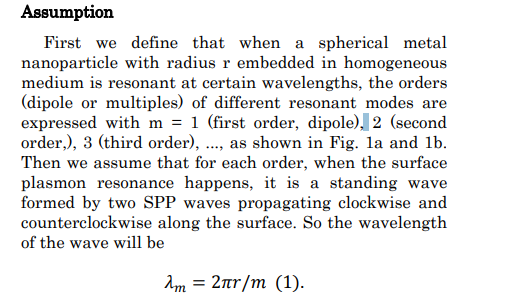 Assumption
First we define that when a spherical metal
nanoparticle with radius r embedded in homogeneous
medium is resonant at certain wavelengths, the orders
(dipole or multiples) of different resonant modes are
expressed with m = 1 (first order, dipole), 2 (second
order,), 3 (third order), ..., as shown in Fig. 1a and 1b.
Then we assume that for each order, when the surface
plasmon resonance happens, it is a standing wave
formed by two SPP waves propagating clockwise and
counterclockwise along the surface. So the wavelength
of the wave will be
λm = 2πr/m (1).